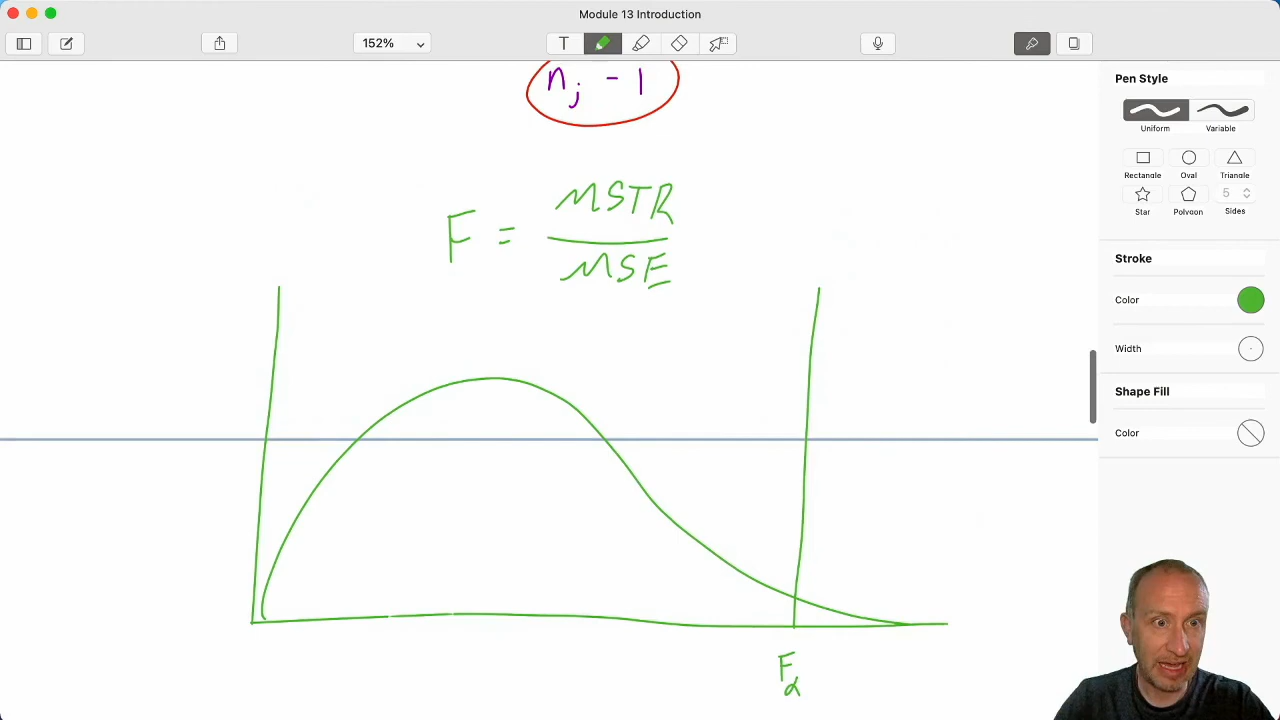 Module 13 Introduction
152%
T
n_j - 1
F = MSTR / MSE
F_α
Pen Style
Uniform Variable
Rectangle Oval Triangle
5
Star Polygon Sides
Stroke
Color
Width
Shape Fill
Color